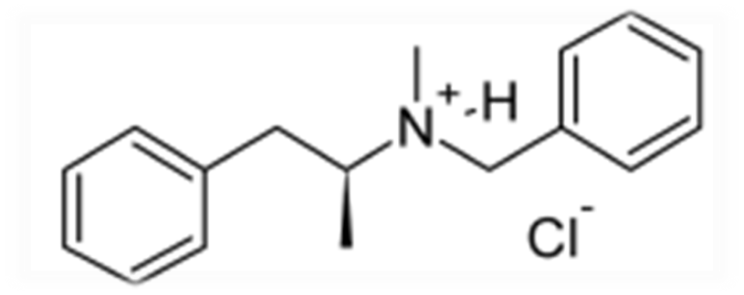 N + H
Cl -